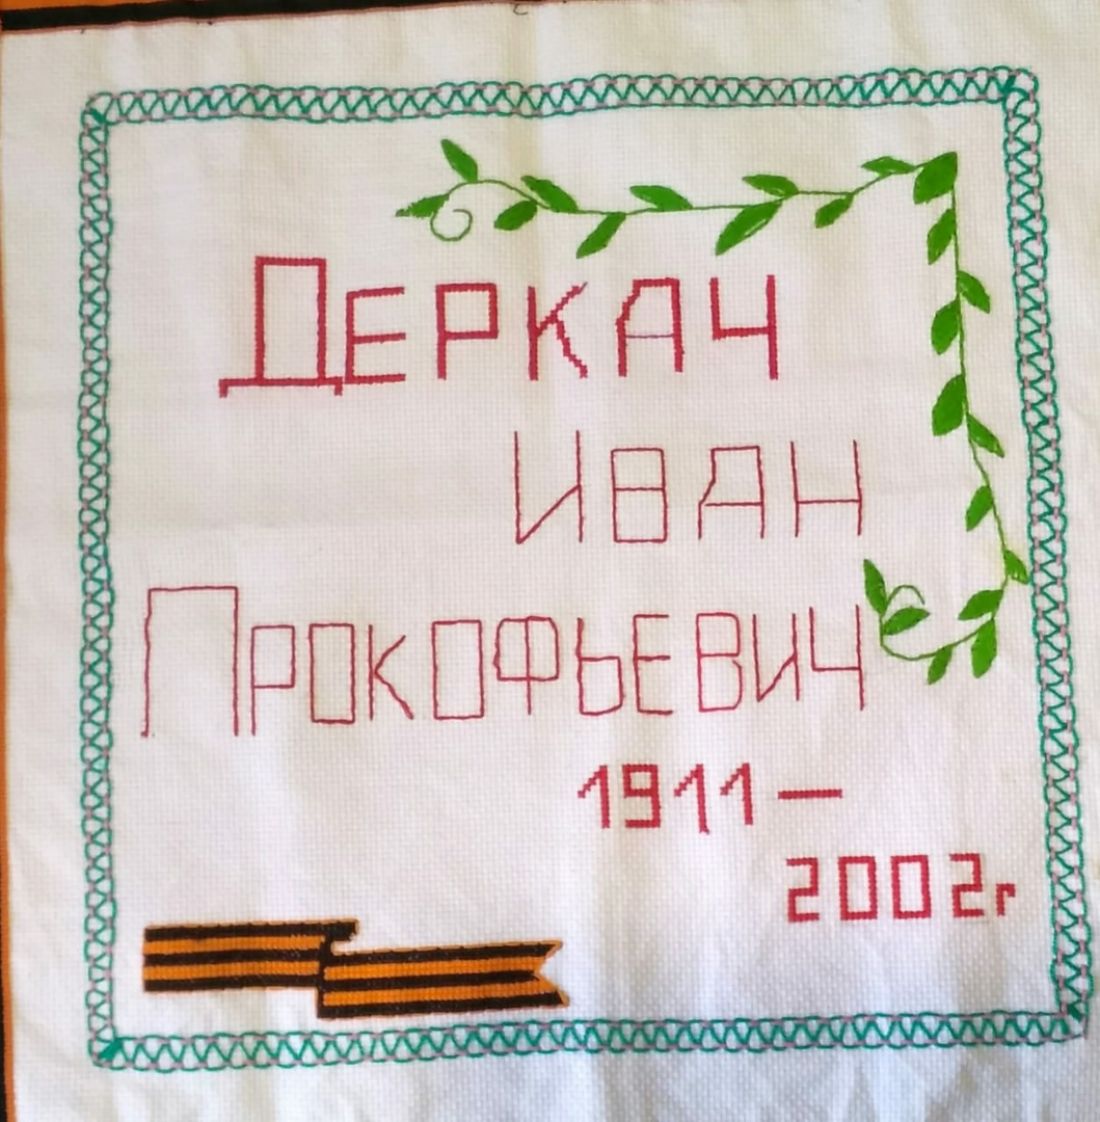 ДЕРКАЧ
ИВАН
ПРОКОФЬЕВИЧ
1911 –
2002г